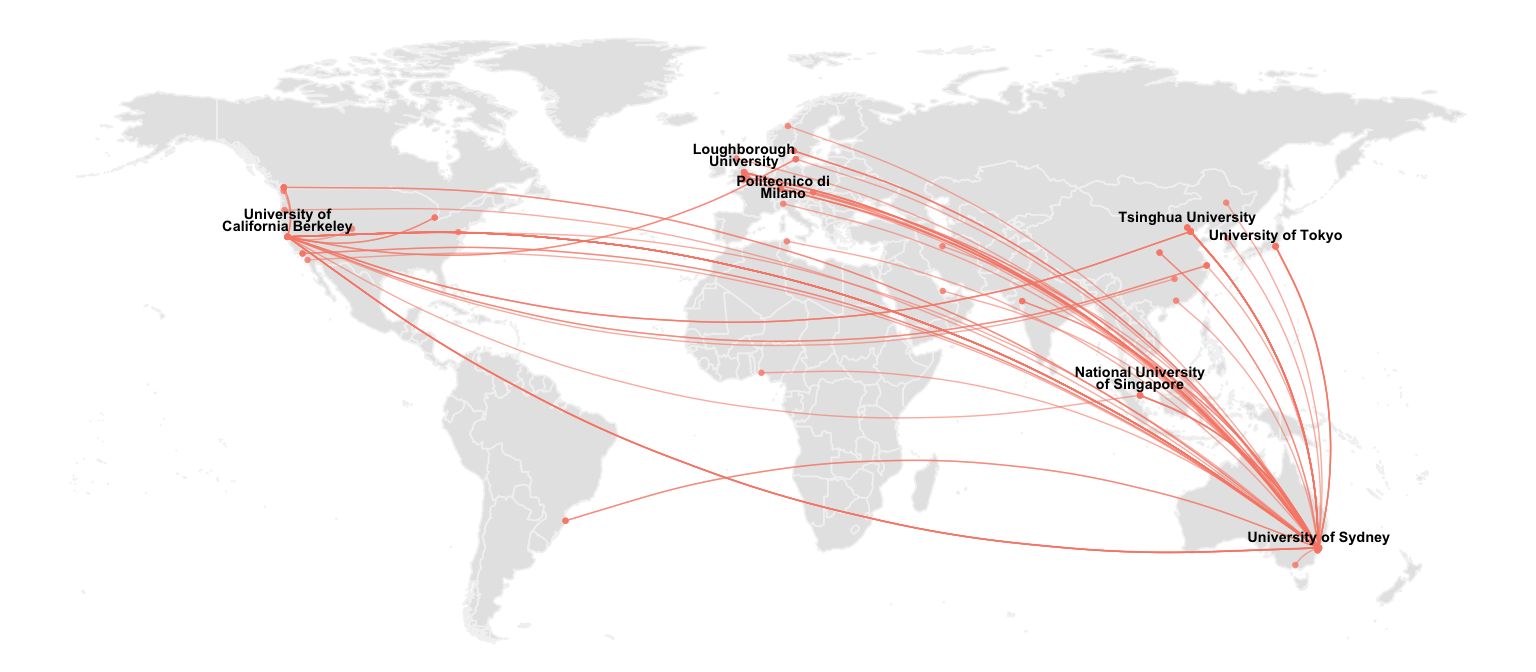 Loughborough
University
Politecnico di
Milano
University of
California Berkeley
Tsinghua University
University of Tokyo
National University
of Singapore
University of Sydney